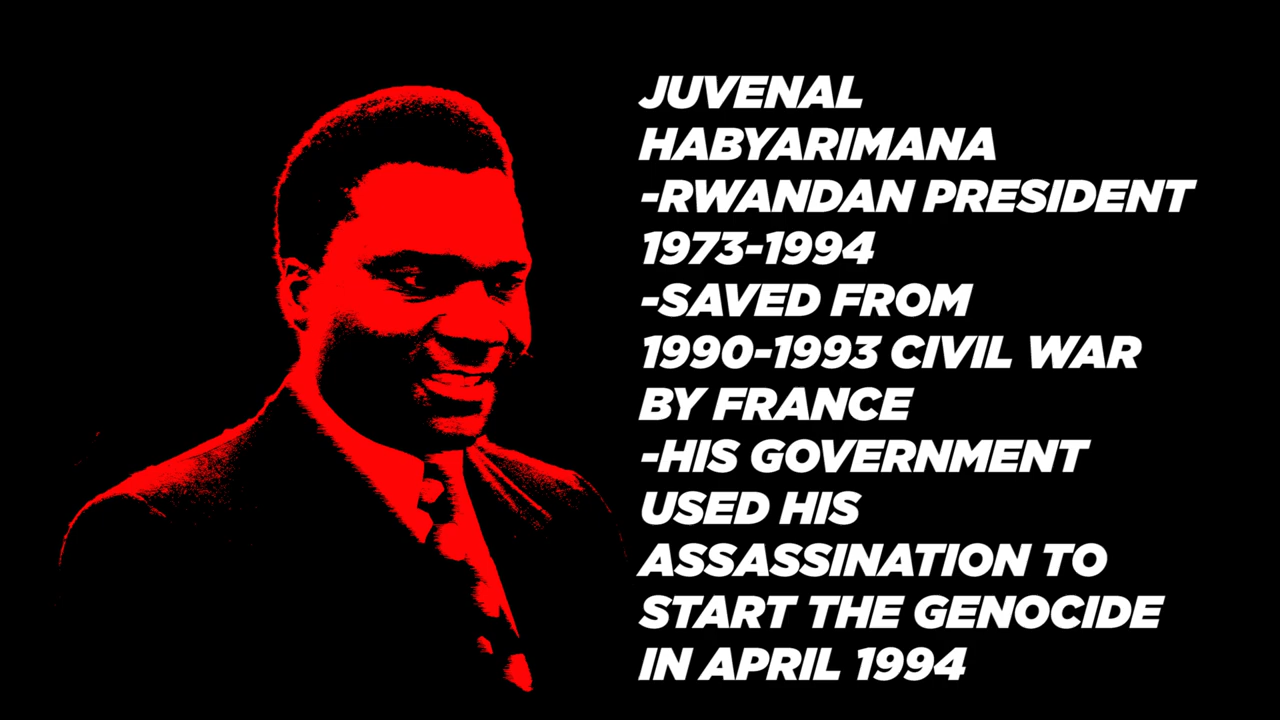 JUVENAL
HABYARIMANA
-RWANDAN PRESIDENT
1973-1994
-SAVED FROM
1990-1993 CIVIL WAR
BY FRANCE
-HIS GOVERNMENT
USED HIS
ASSASSINATION TO
START THE GENOCIDE
IN APRIL 1994